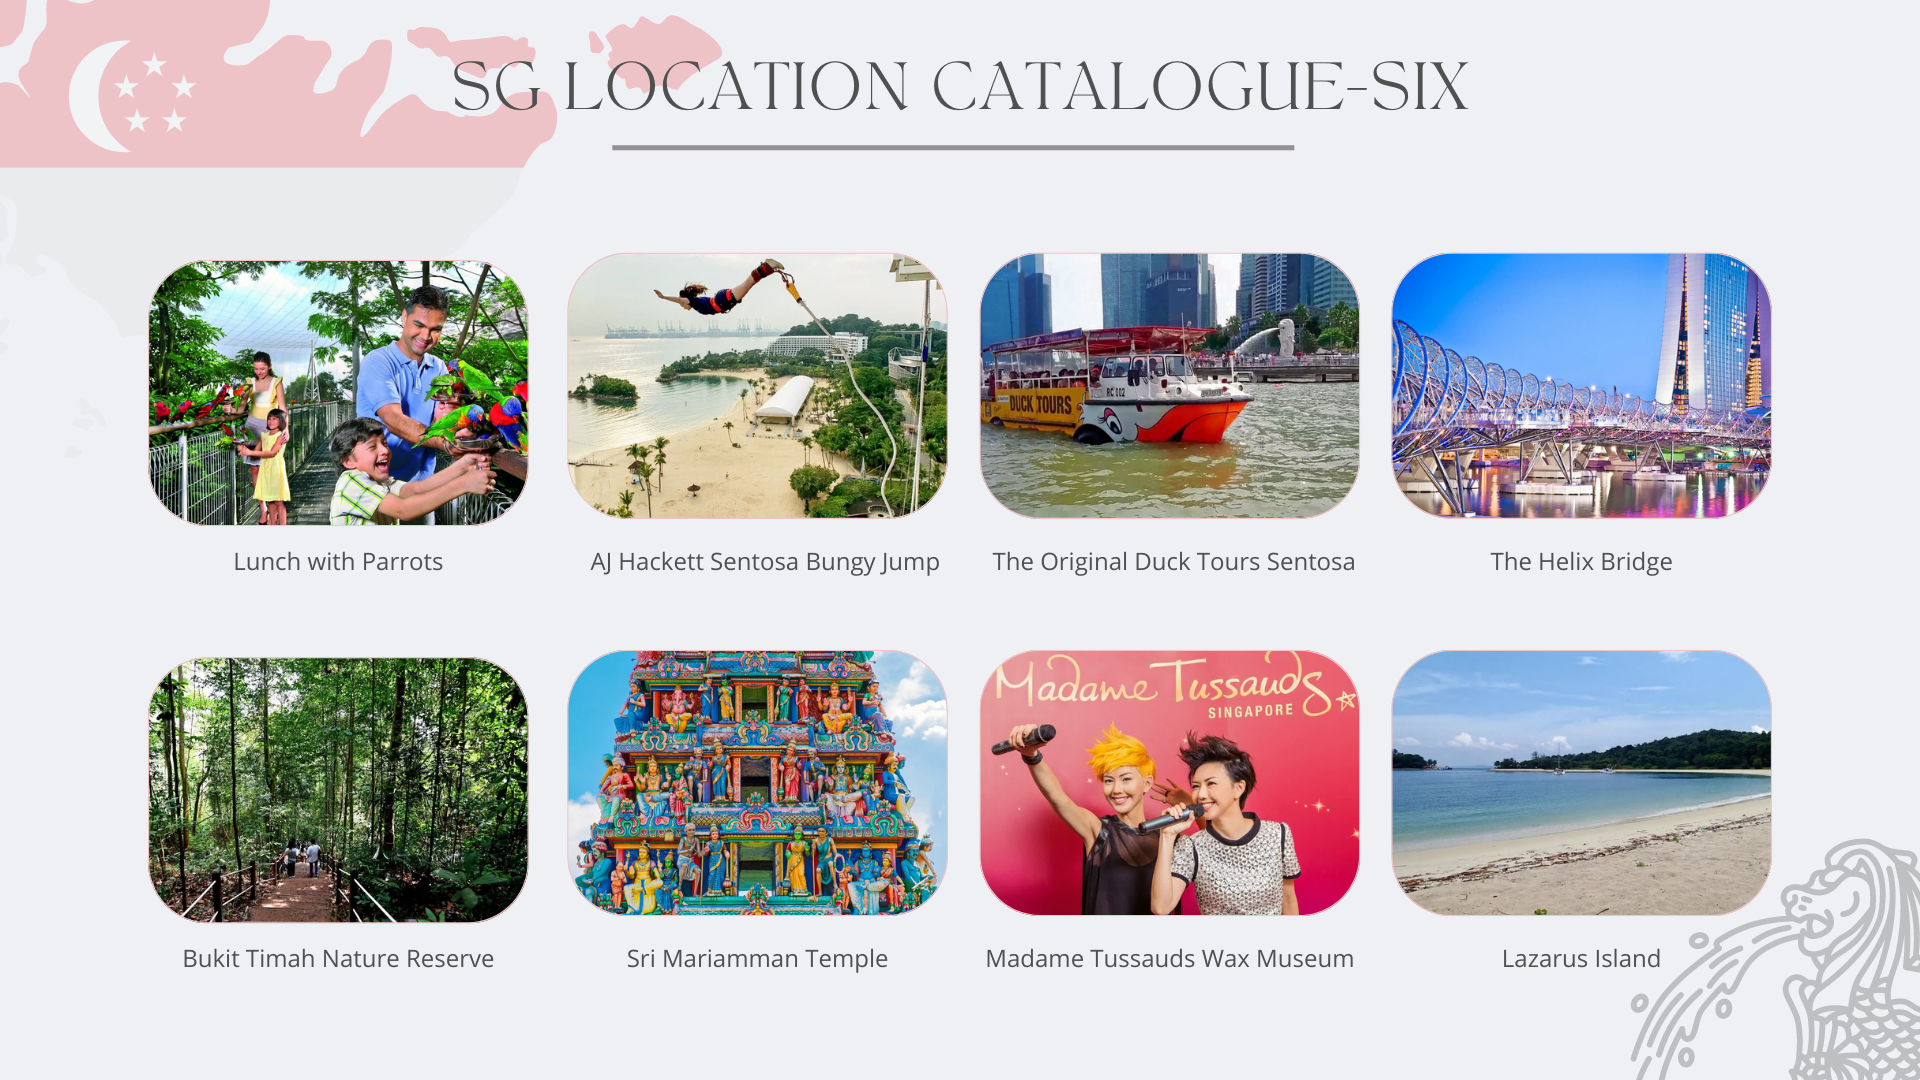 SG LOCATION CATALOGUE-SIX
DUCK TOURS
RC 002
Lunch with Parrots
AJ Hackett Sentosa Bungy Jump
The Original Duck Tours Sentosa
The Helix Bridge
Madame Tussauds
SINGAPORE
Bukit Timah Nature Reserve
Sri Mariamman Temple
Madame Tussauds Wax Museum
Lazarus Island